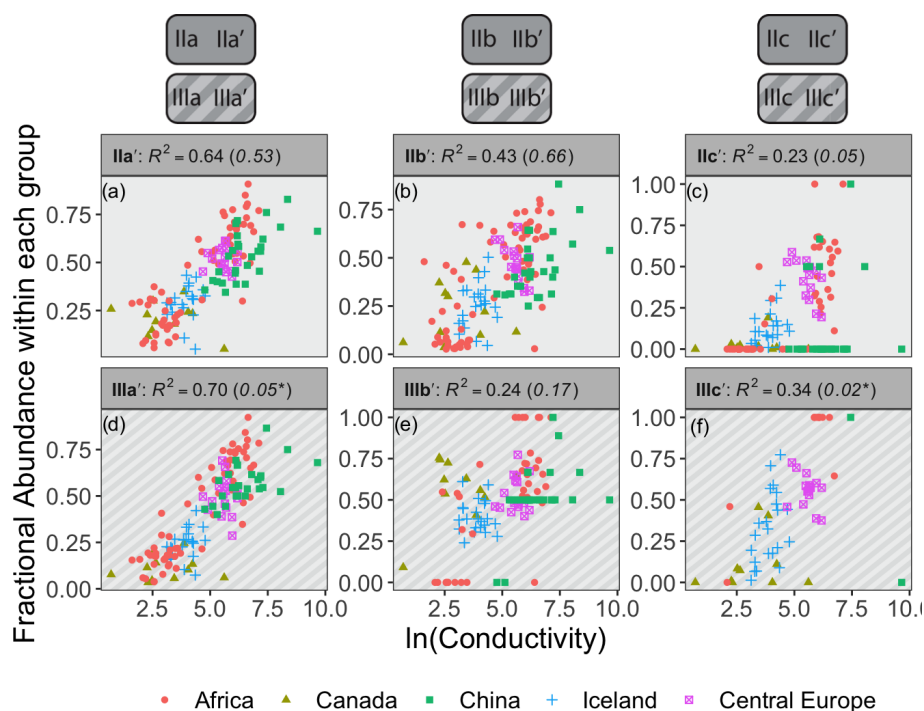 IIa IIa′ IIb IIb′ IIc IIc′
IIIa IIIa′ IIIb IIIb′ IIIc IIIc′
IIa′: R² = 0.64 (0.53) IIb′: R² = 0.43 (0.66) IIc′: R² = 0.23 (0.05)
(a) (b) (c)
0.75
0.50
0.25
0.75
0.50
0.25
0.00
1.00
0.75
0.50
0.25
0.00
IIIa′: R² = 0.70 (0.05*) IIIb′: R² = 0.24 (0.17) IIIc′: R² = 0.34 (0.02*)
(d) (e) (f)
0.75
0.50
0.25
0.00
1.00
0.75
0.50
0.25
0.00
1.00
0.75
0.50
0.25
0.00
2.5 5.0 7.5 10.0 2.5 5.0 7.5 10.0 2.5 5.0 7.5 10.0
Fractional Abundance within each group
ln(Conductivity)
Africa Canada China Iceland Central Europe